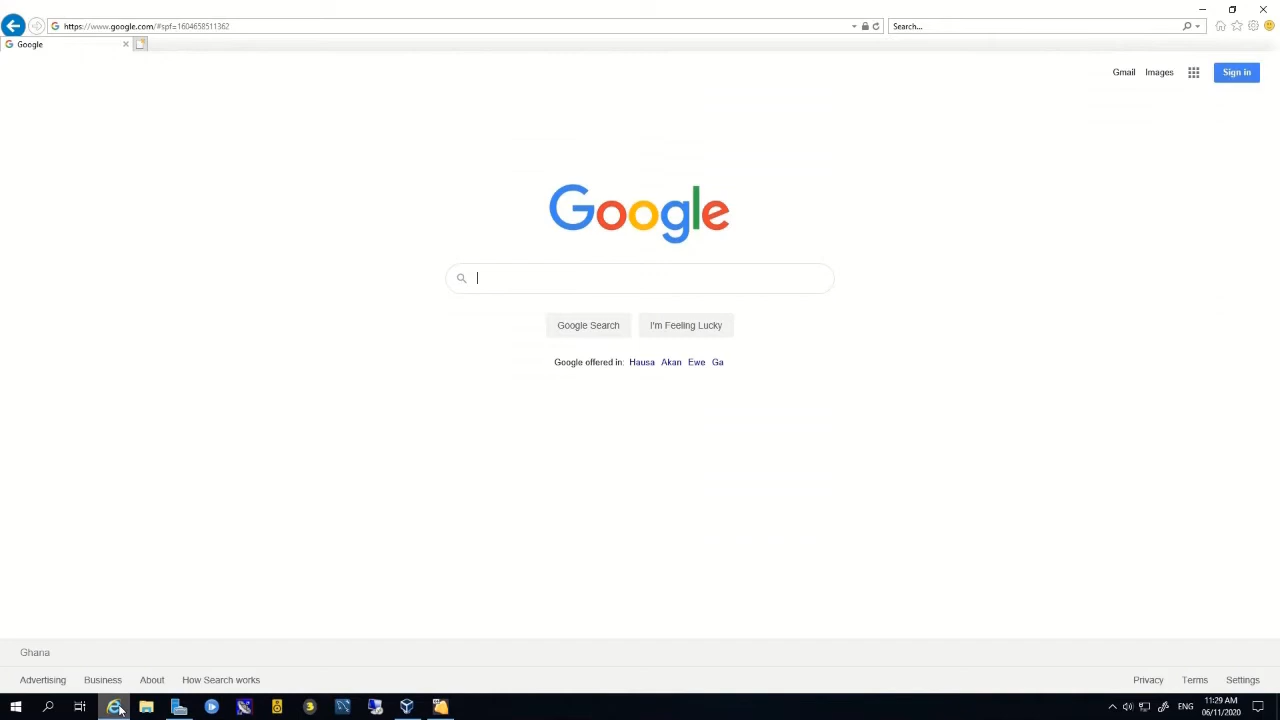 https://www.google.com/#spf=1604658511362
Search...
Google
Gmail Images Sign in
Google
Google Search I'm Feeling Lucky
Google offered in: Hausa Akan Ewe Ga
Ghana
Advertising Business About How Search works Privacy Terms Settings
ENG 11:29 AM
06/11/2020